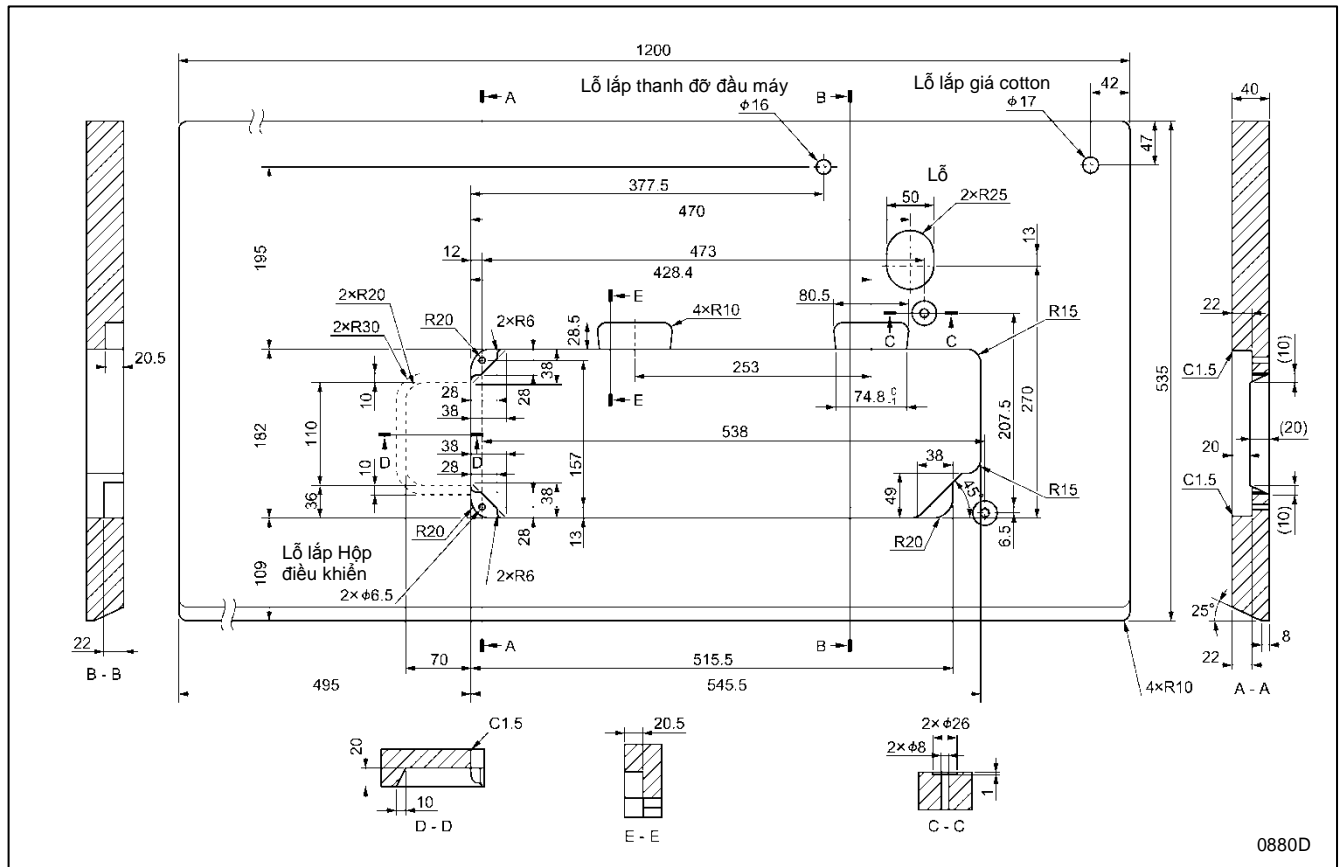 1200
Lỗ lắp thanh đỡ đầu máy
Lỗ lắp giá cotton
42
40
A
B
φ16
φ17
47
377.5
Lỗ
470
50
2×R25
13
195
12
473
428.4
2×R20
E
80.5
22
2×R30
R20
2×R6
28.5
4×R10
R15
C
C
(10)
20.5
38
C1.5
253
535
10
28
28
74.8 0 -1
270
207.5
38
110
538
(20)
182
D
D
38
157
20
10
28
38
38
49
45°
R15
C1.5
36
R20
28
13
R20
6.5
(10)
Lỗ lắp Hộp
điều khiển
2×R6
109
2×φ6.5
25°
22
A
B
8
70
515.5
22
B - B
495
545.5
4×R10
A - A
C1.5
20.5
2×φ26
20
2×φ8
1
10
D - D
E
E - E
C - C
0880D